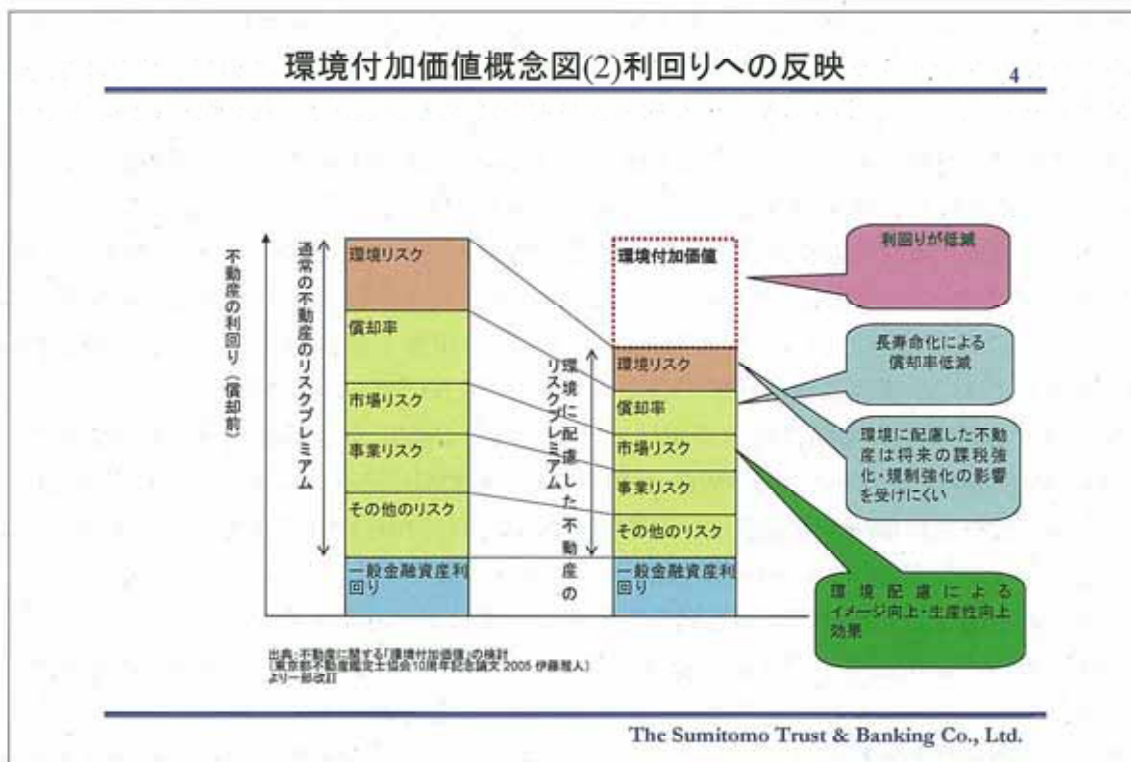 環境付加価値概念図(2)利回りへの反映
4
不動産の利回り（償却前）
通常の不動産のリスクプレミアム
環境リスク
償却率
市場リスク
事業リスク
その他のリスク
一般金融資産利
回り
環境に配慮した不動産の
リスクプレミアム
環境付加価値
環境リスク
償却率
市場リスク
事業リスク
その他のリスク
一般金融資産利
回り
利回りが低減
長寿命化による
償却率低減
環境に配慮した不動
産は将来の課税強
化・規制強化の影響
を受けにくい
環境配慮による
イメージ向上・生産性向上
効果
出典：不動産に関する「環境付加価値」の検討
（東京都不動産鑑定士協会10周年記念論文 2005 伊藤雅人）
より一部改訂
The Sumitomo Trust & Banking Co., Ltd.